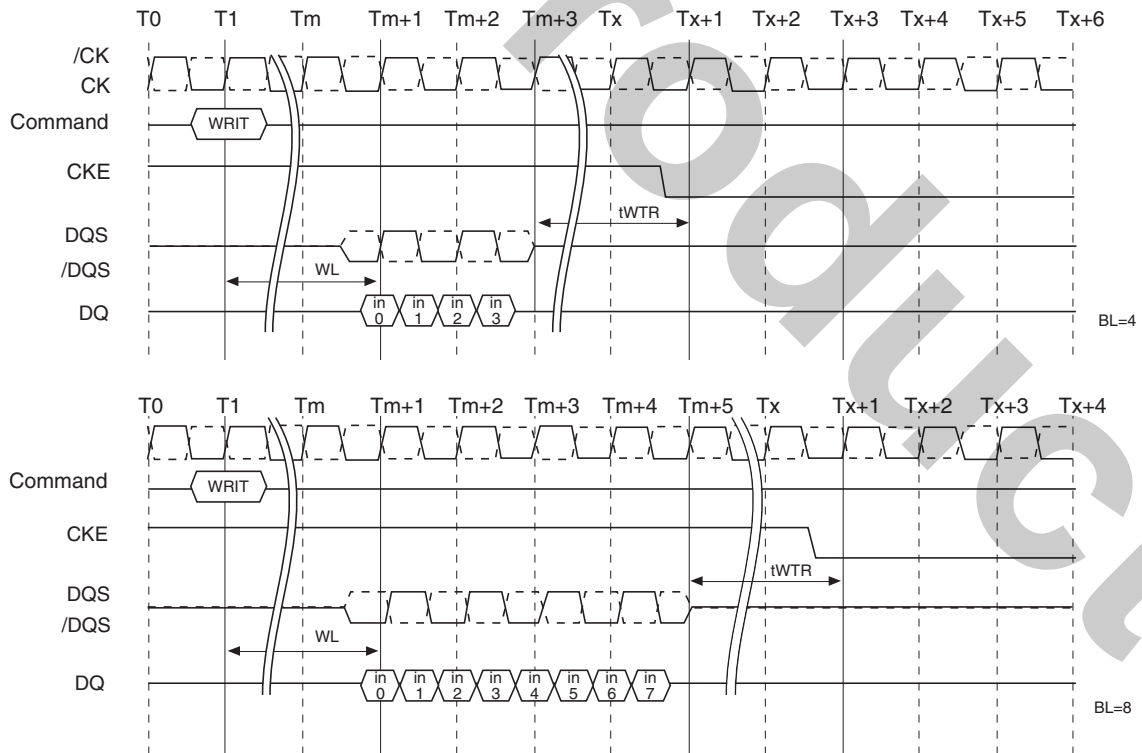 T0 T1 Tm Tm+1 Tm+2 Tm+3 Tx Tx+1 Tx+2 Tx+3 Tx+4 Tx+5 Tx+6
/CK
CK
Command WRIT
CKE
tWTR
DQS
/DQS
WL
DQ in 0 in 1 in 2 in 3
BL=4
T0 T1 Tm Tm+1 Tm+2 Tm+3 Tm+4 Tm+5 Tx Tx+1 Tx+2 Tx+3 Tx+4
Command WRIT
CKE
tWTR
DQS
/DQS
WL
DQ in 0 in 1 in 2 in 3 in 4 in 5 in 6 in 7
BL=8
roduct